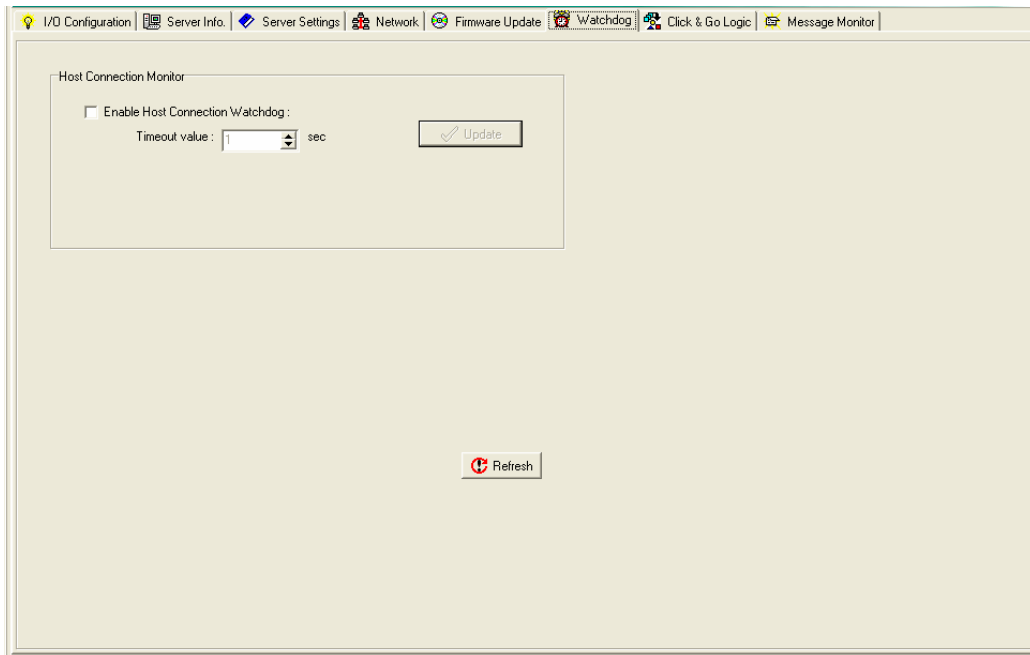 I/O Configuration Server Info. Server Settings Network Firmware Update Watchdog Click & Go Logic Message Monitor
Host Connection Monitor
Enable Host Connection Watchdog :
Timeout value : 1 sec Update
Refresh